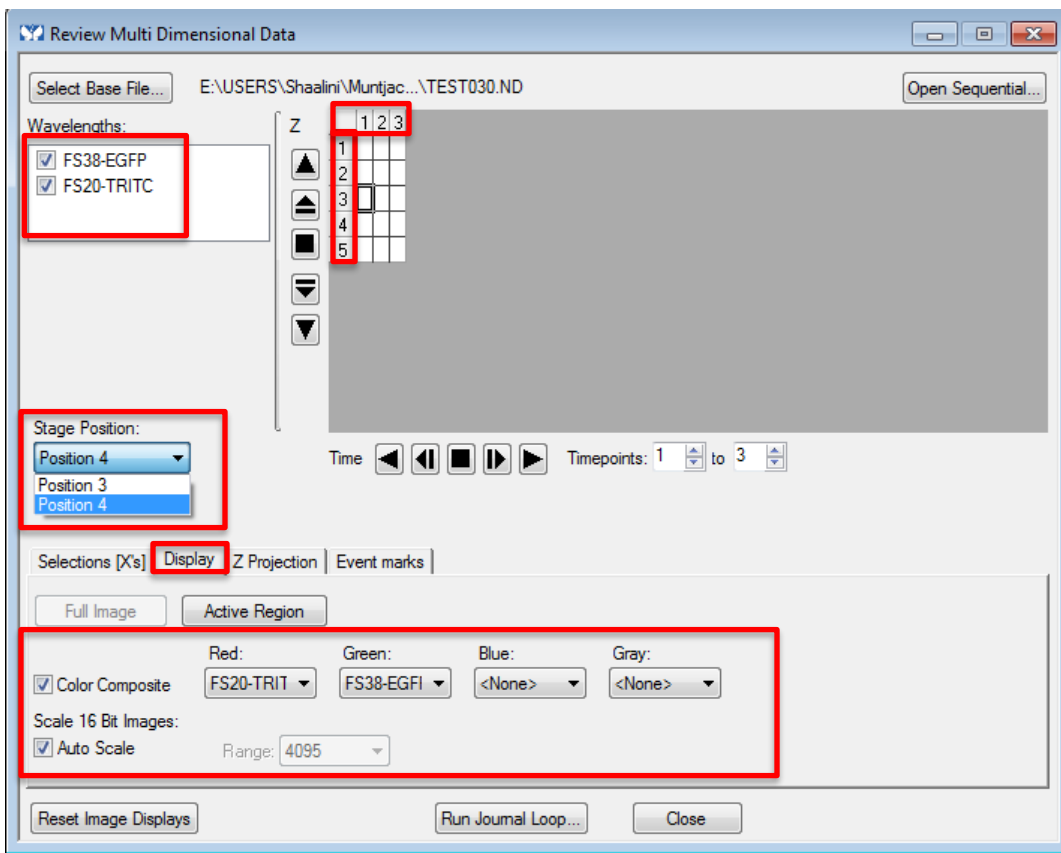 Review Multi Dimensional Data
Select Base File... E:\USERS\Shaalini\Muntjac...\TEST030.ND Open Sequential...
Wavelengths: Z 1 2 3
FS38-EGFP
FS20-TRITC
1
2
3
4
5
Stage Position:
Position 4 Time Timepoints: 1 to 3
Position 3
Position 4
Selections [X's] Display Z Projection Event marks
Full Image Active Region
Red: Green: Blue: Gray:
Color Composite FS20-TRIT FS38-EGFI <None> <None>
Scale 16 Bit Images:
Auto Scale Range: 4095
Reset Image Displays Run Journal Loop... Close